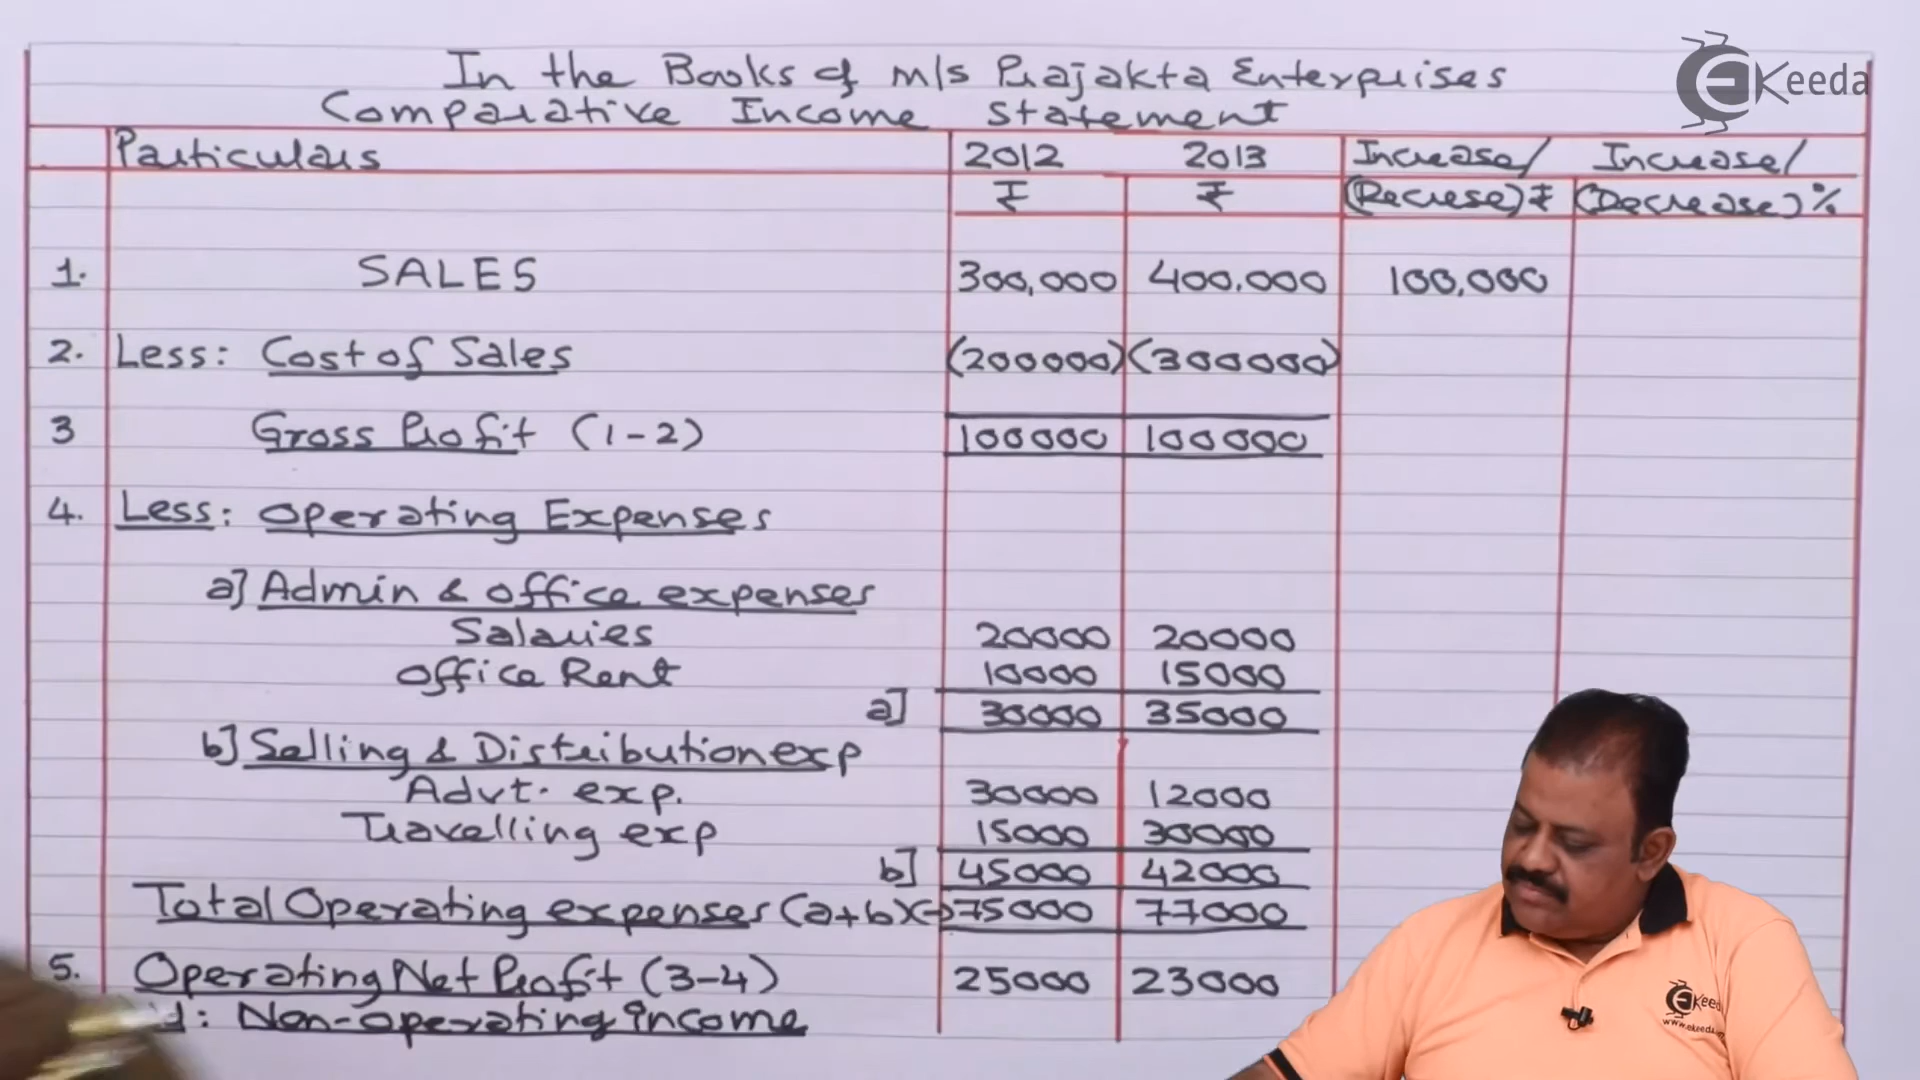 In the Books of M/s Prajakta Enterprises
Comparative Income Statement
Particulars 2012 2013 Increase/ Increase/
₹ ₹ (Decrese) ₹ (Decrease) %
1. SALES 300,000 400,000 100,000
2. Less: Cost of Sales (200000) (300000)
3 Gross Profit (1-2) 100000 100000
4. Less: Operating Expenses
a] Admin & office expenses
Salaries 20000 20000
Office Rent 10000 15000
a] 30000 35000
b] Selling & Distribution exp
Advt. exp. 30000 12000
Travelling exp 15000 30000
b] 45000 42000
Total Operating expenses (a+b) 75000 77000
5. Operating Net Profit (3-4) 25000 23000
Non-operating income
eKeeda
eKeeda